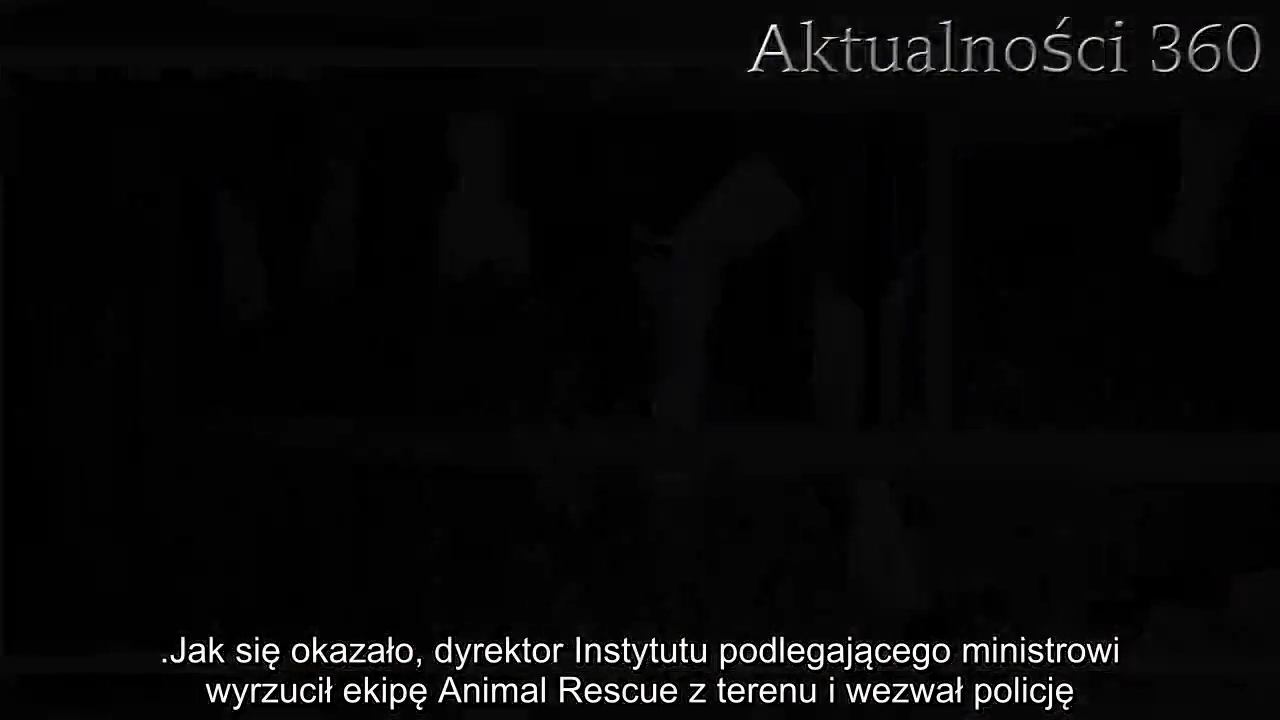 Aktualności 360
.Jak się okazało, dyrektor Instytutu podlegającego ministrowi
wyrzucił ekipę Animal Rescue z terenu i wezwał policję